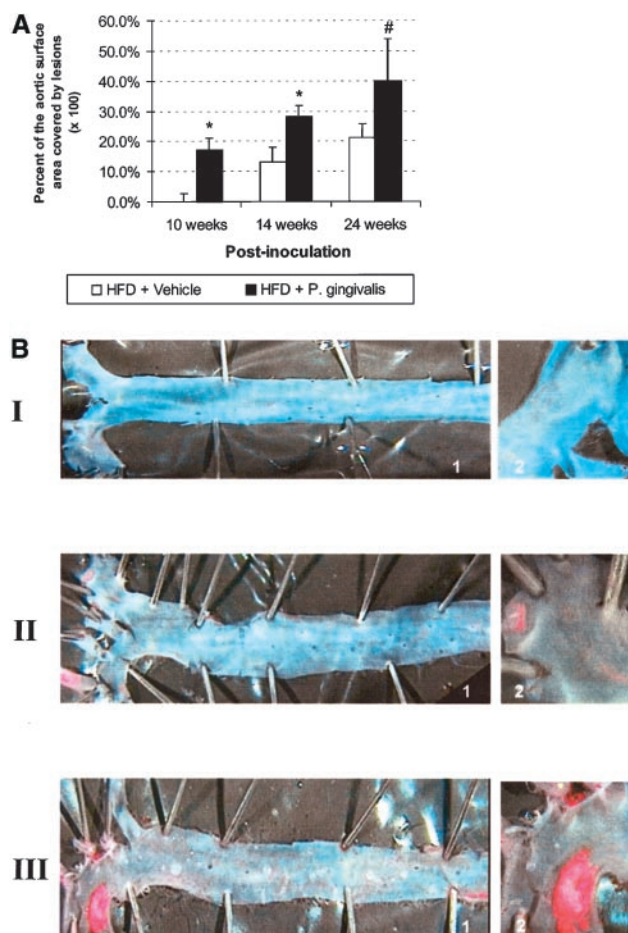 A
Percent of the aortic surface
area covered by lesions
(x 100)
60.0%
50.0%
40.0%
30.0%
20.0%
10.0%
0.0%
*
*
#
10 weeks 14 weeks 24 weeks
Post-inoculation
HFD + Vehicle HFD + P. gingivalis
B
I
1
2
II
1
2
III
1
2